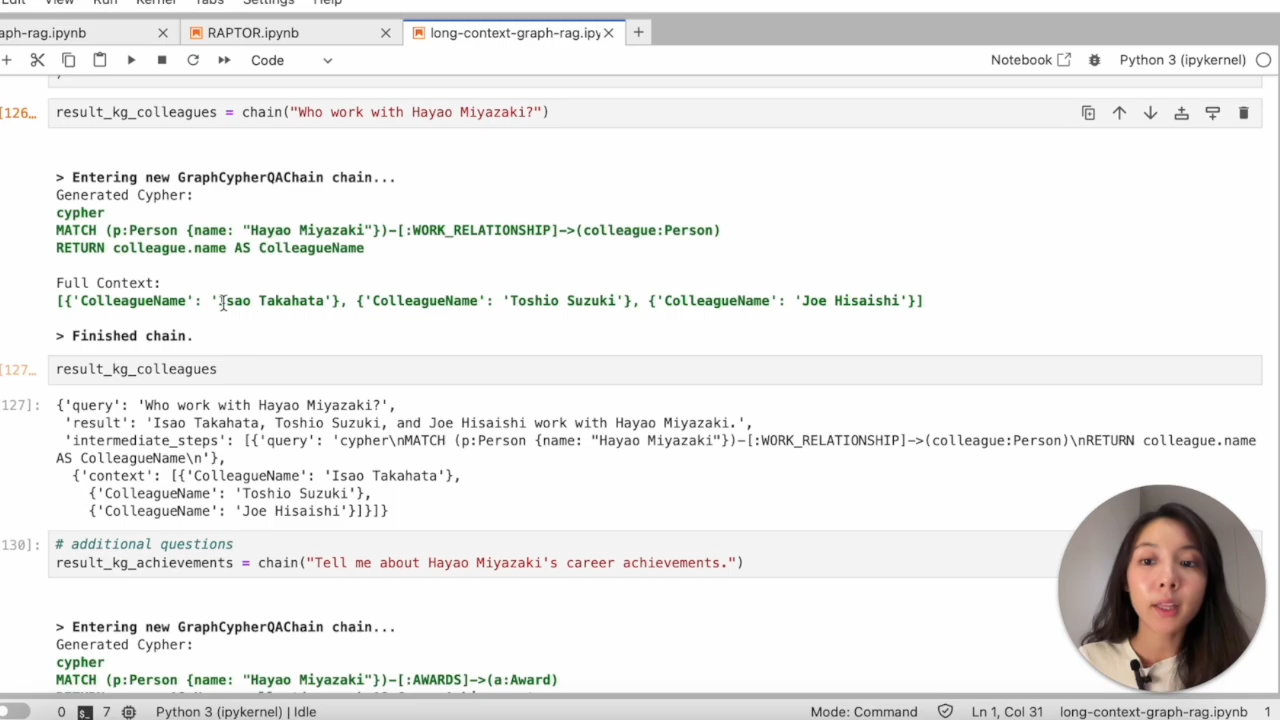 Edit View Run Kernel Tabs Settings Help
aph-rag.ipynb RAPTOR.ipynb long-context-graph-rag.ipy
Code Notebook Python 3 (ipykernel)
[126… result_kg_colleagues = chain("Who work with Hayao Miyazaki?")
> Entering new GraphCypherQAChain chain...
Generated Cypher:
cypher
MATCH (p:Person {name: "Hayao Miyazaki"})-[:WORK_RELATIONSHIP]->(colleague:Person)
RETURN colleague.name AS ColleagueName
Full Context:
[{'ColleagueName': 'Isao Takahata'}, {'ColleagueName': 'Toshio Suzuki'}, {'ColleagueName': 'Joe Hisaishi'}]
> Finished chain.
[127… result_kg_colleagues
127]: {'query': 'Who work with Hayao Miyazaki?',
'result': 'Isao Takahata, Toshio Suzuki, and Joe Hisaishi work with Hayao Miyazaki.',
'intermediate_steps': [{'query': 'cypher\nMATCH (p:Person {name: "Hayao Miyazaki"})-[:WORK_RELATIONSHIP]->(colleague:Person)\nRETURN colleague.name
AS ColleagueName\n'},
{'context': [{'ColleagueName': 'Isao Takahata'},
{'ColleagueName': 'Toshio Suzuki'},
{'ColleagueName': 'Joe Hisaishi'}]}]}
130]: # additional questions
result_kg_achievements = chain("Tell me about Hayao Miyazaki's career achievements.")
> Entering new GraphCypherQAChain chain...
Generated Cypher:
cypher
MATCH (p:Person {name: "Hayao Miyazaki"})-[:AWARDS]->(a:Award)
0 7 Python 3 (ipykernel) | Idle Mode: Command Ln 1, Col 31 long-context-graph-rag.ipynb 1